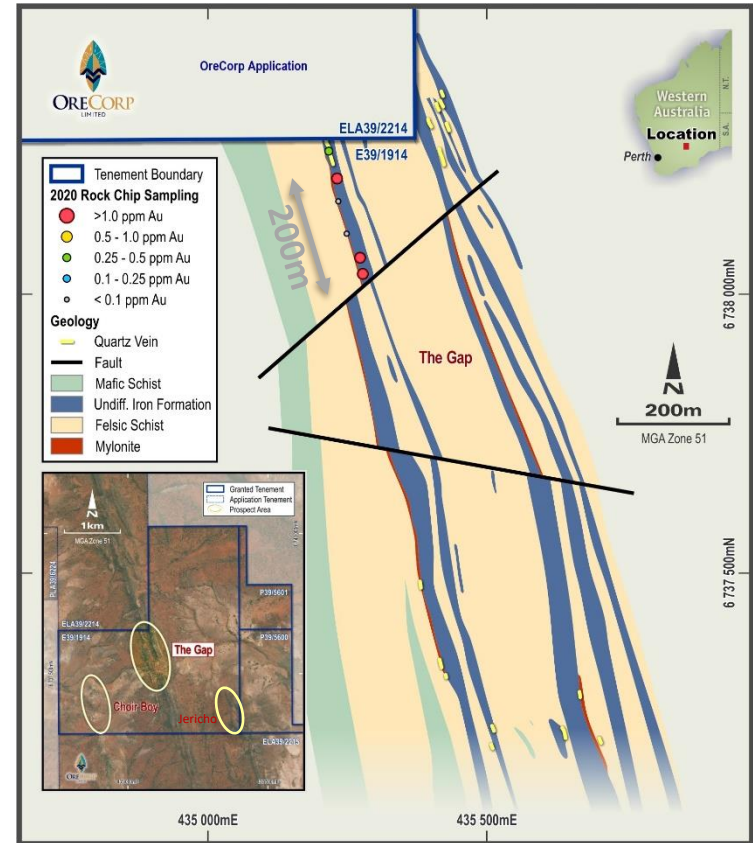 OreCorp Application
ORECORP
LIMITED
ELA39/2214
E39/1914
Western
Australia
Location
Perth
N.T.
S.A.
Tenement Boundary
2020 Rock Chip Sampling
>1.0 ppm Au
0.5 - 1.0 ppm Au
0.25 - 0.5 ppm Au
0.1 - 0.25 ppm Au
< 0.1 ppm Au
Geology
Quartz Vein
Fault
Mafic Schist
Undiff. Iron Formation
Felsic Schist
Mylonite
200m
The Gap
6 738 000mN
N
200m
MGA Zone 51
6 737 500mN
N
1km
MGA Zone 51
Granted Tenement
Application Tenement
Prospect Area
P39/5601
ELA39/2214
E39/1914
P39/5600
The Gap
Choir Boy
Jericho
435 000mE
435 500mE